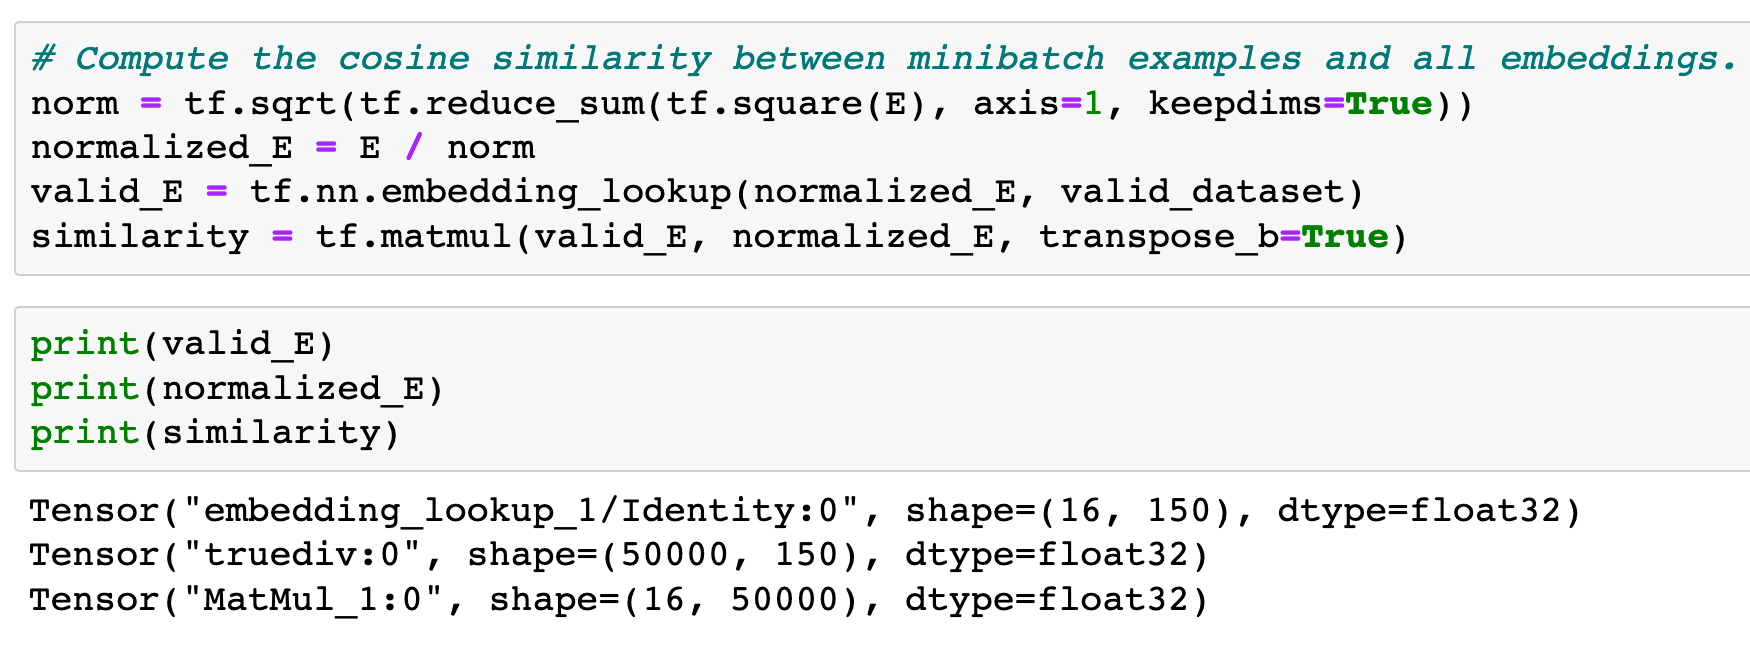 # Compute the cosine similarity between minibatch examples and all embeddings.
norm = tf.sqrt(tf.reduce_sum(tf.square(E), axis=1, keepdims=True))
normalized_E = E / norm
valid_E = tf.nn.embedding_lookup(normalized_E, valid_dataset)
similarity = tf.matmul(valid_E, normalized_E, transpose_b=True)
print(valid_E)
print(normalized_E)
print(similarity)
Tensor("embedding_lookup_1/Identity:0", shape=(16, 150), dtype=float32)
Tensor("truediv:0", shape=(50000, 150), dtype=float32)
Tensor("MatMul_1:0", shape=(16, 50000), dtype=float32)